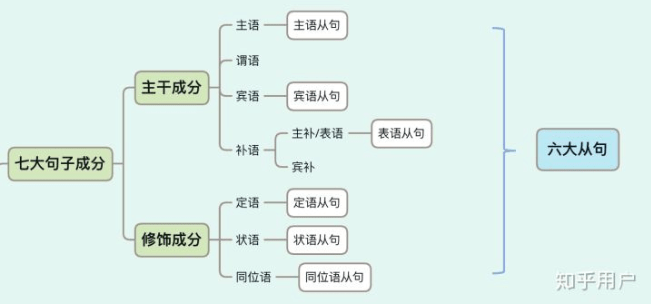 主语
主语从句
谓语
主干成分
宾语
宾语从句
主补/表语
表语从句
补语
宾补
七大句子成分
六大从句
定语
定语从句
修饰成分
状语
状语从句
同位语
同位语从句
知乎用户